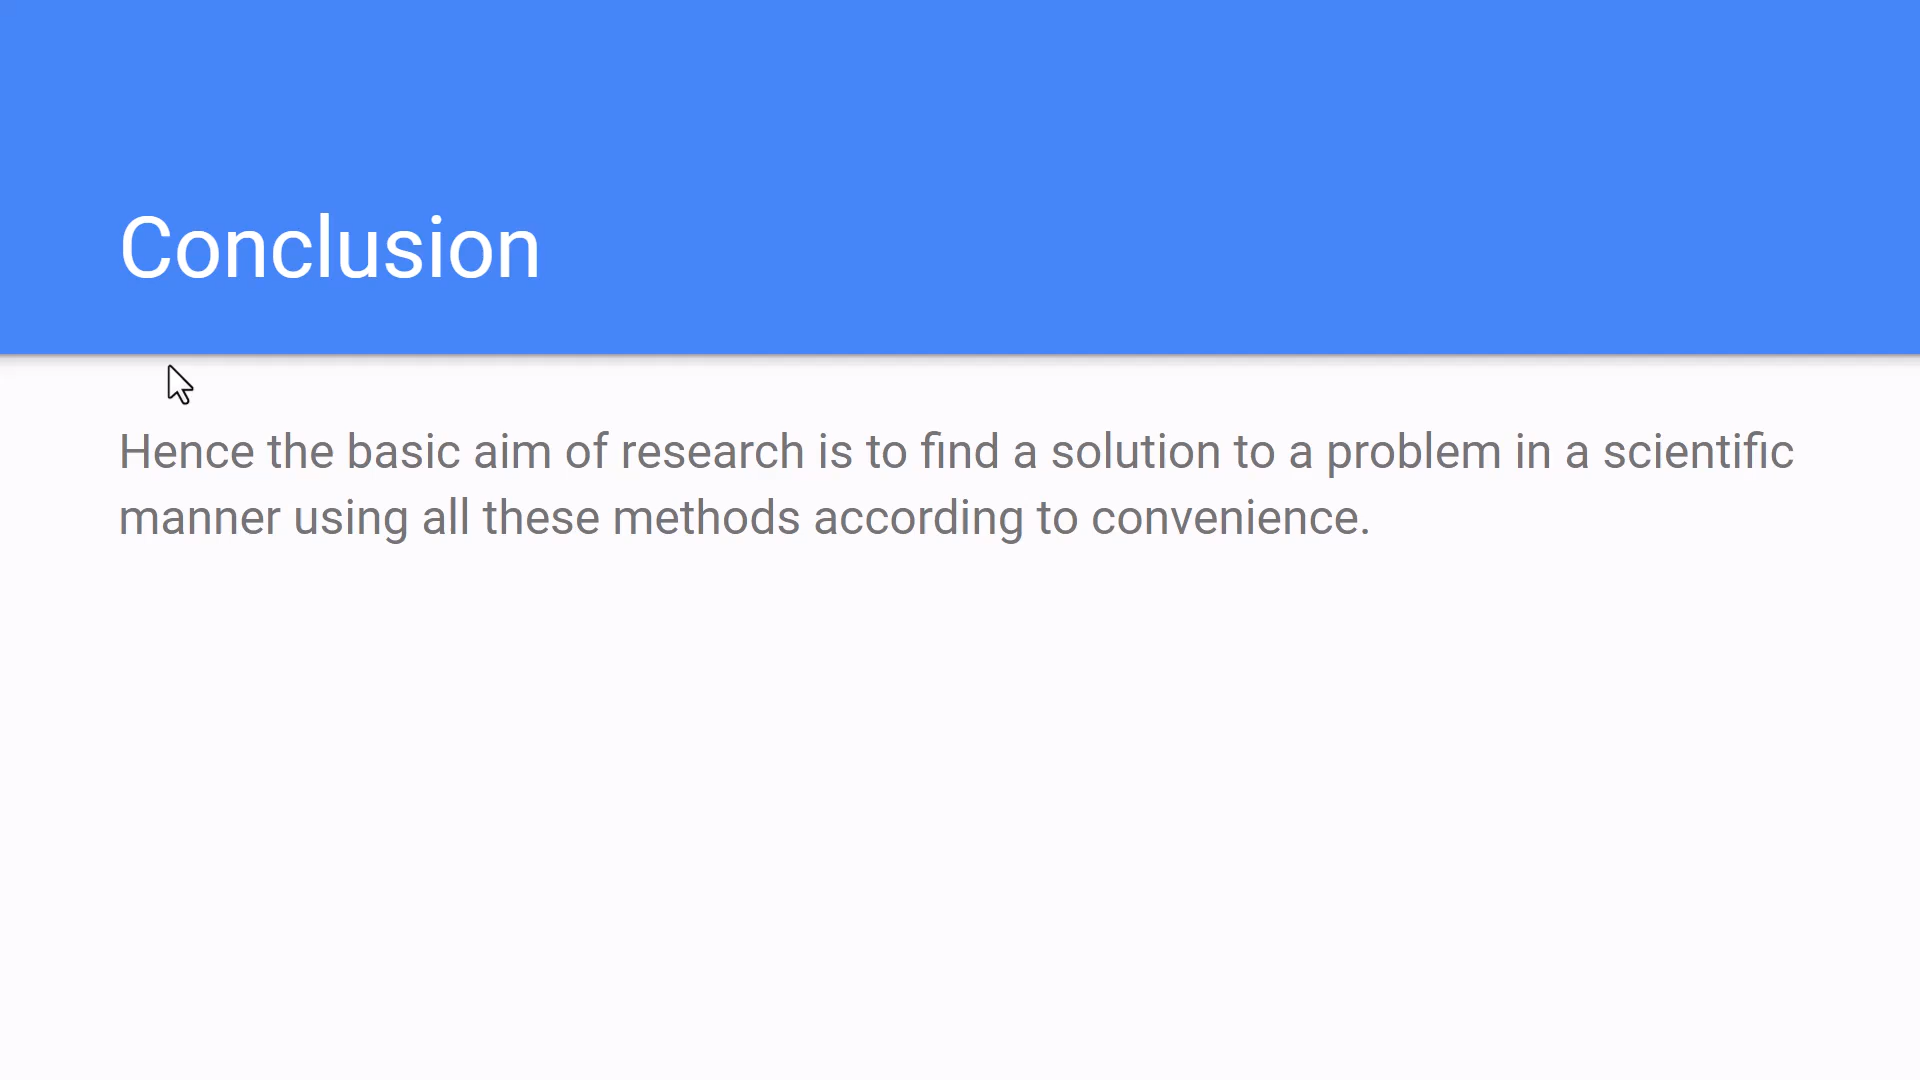 Conclusion
Hence the basic aim of research is to find a solution to a problem in a scientific
manner using all these methods according to convenience.